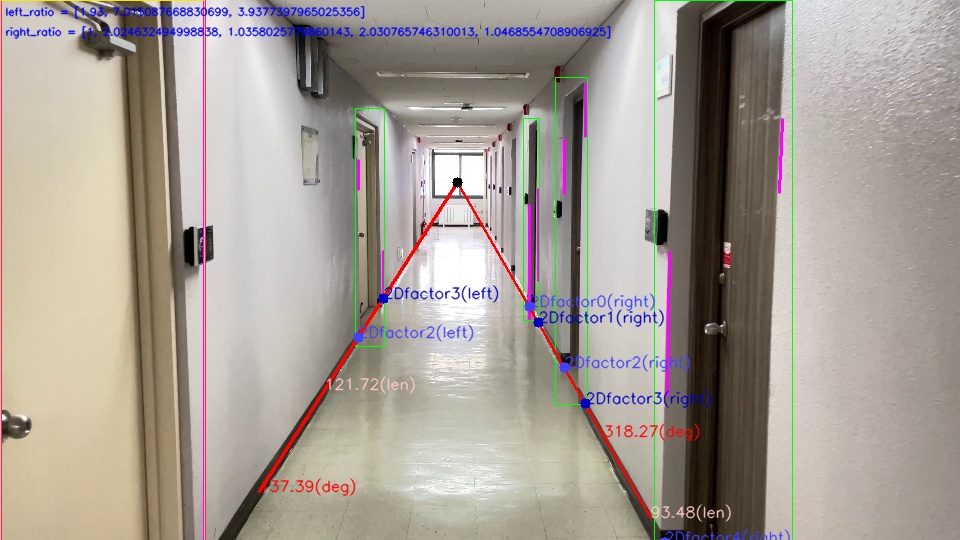 left_ratio = [1.93, 7.015087668830699, 3.9377397965025356]
right_ratio = [1, 2.024632494998838, 1.0358025779860143, 2.030765746310013, 1.0468554708906925]
2Dfactor3(left)
2Dfactor0(right)
2Dfactor1(right)
2Dfactor2(left)
2Dfactor2(right)
121.72(len)
2Dfactor3(right)
318.27(deg)
37.39(deg)
93.48(len)
2Dfactor4(right)